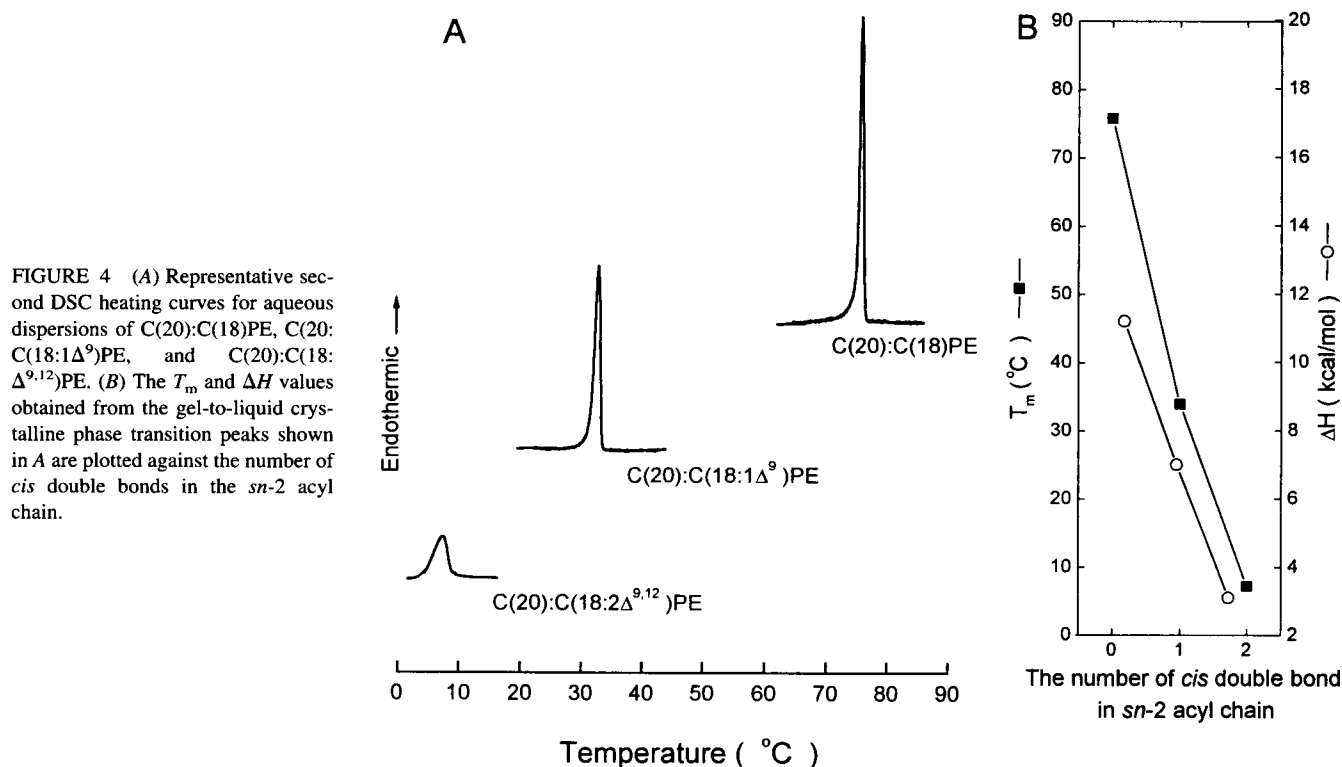 FIGURE 4 (A) Representative sec-
ond DSC heating curves for aqueous
dispersions of C(20):C(18)PE, C(20:
C(18:1Δ⁹)PE, and C(20):C(18:
Δ⁹,¹²)PE. (B) The Tₘ and ΔH values
obtained from the gel-to-liquid crys-
talline phase transition peaks shown
in A are plotted against the number of
cis double bonds in the sn-2 acyl
chain.
A
Endothermic
C(20):C(18)PE
C(20):C(18:1Δ⁹)PE
C(20):C(18:2Δ⁹,¹²)PE
0 10 20 30 40 50 60 70 80 90
Temperature ( °C )
B
90
80
70
60
50
40
30
20
10
0
Tₘ (°C)
20
18
16
14
12
10
8
6
4
2
ΔH ( kcal/mol )
0 1 2
The number of cis double bond
in sn-2 acyl chain